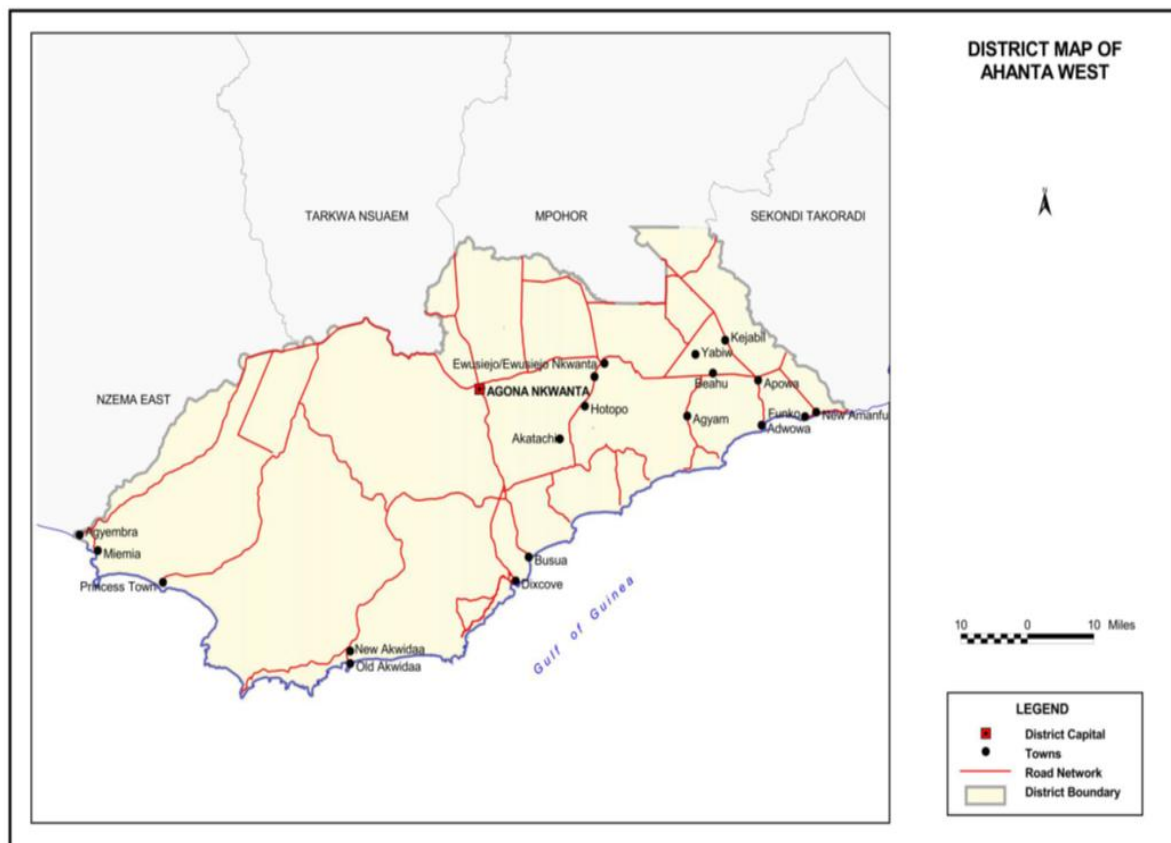 DISTRICT MAP OF
AHANTA WEST
N
TARKWA NSUAEM
MPOHOR
SEKONDI TAKORADI
NZEMA EAST
Kejabil
Yabiw
Ewusiejo/Ewusiejo Nkwanta
Beahu
Apowa
AGONA NKWANTA
Hotopo
Funko
New Amanfu
Agyam
Adwowa
Akatachi
Agyembra
Miemia
Princess Town
Busua
Dixcove
Gulf of Guinea
New Akwidaa
Old Akwidaa
10 0 10 Miles
LEGEND
District Capital
Towns
Road Network
District Boundary